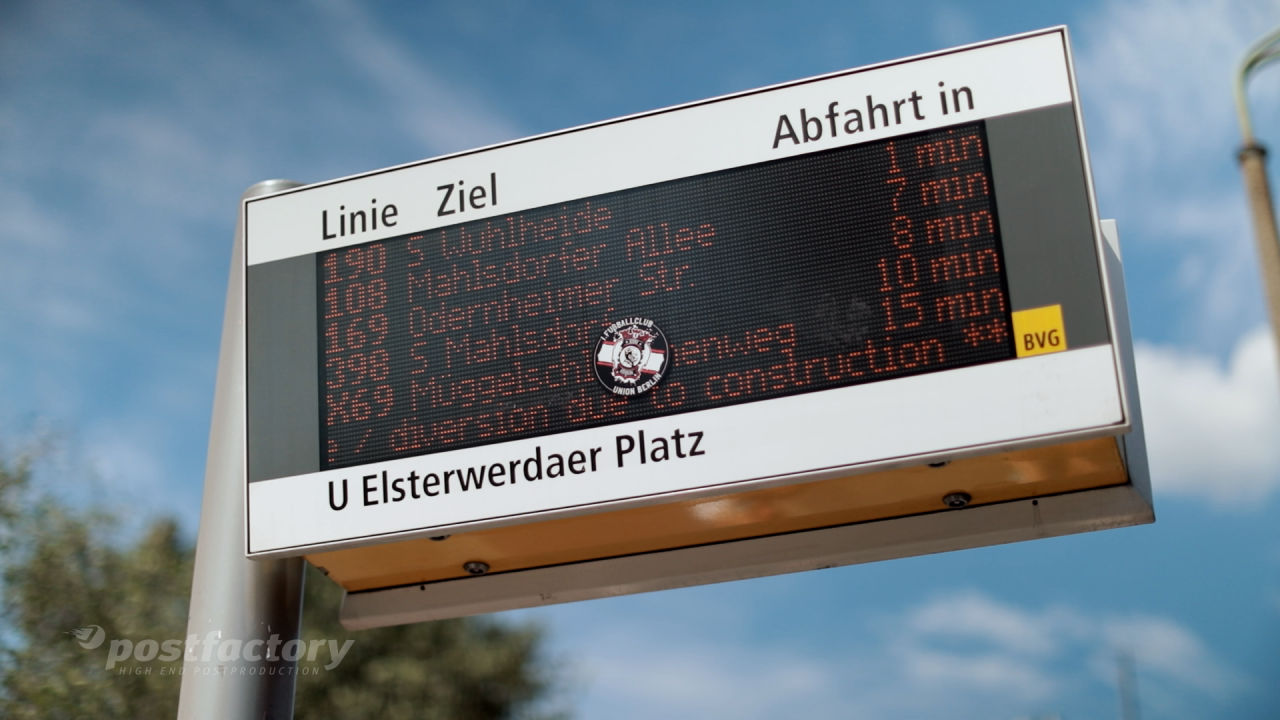 Linie Ziel Abfahrt in
190 S Wuhlheide 1 min
108 Mahlsdorfer Allee 7 min
169 Odernheimer Str. 8 min
398 S Mahlsdorf 10 min
X69 Müggelsch enweg 15 min
: / diversion due to construction **
FUßBALLCLUB
UNION BERLIN
BVG
U Elsterwerdaer Platz
postfactory
HIGH END POSTPRODUCTION